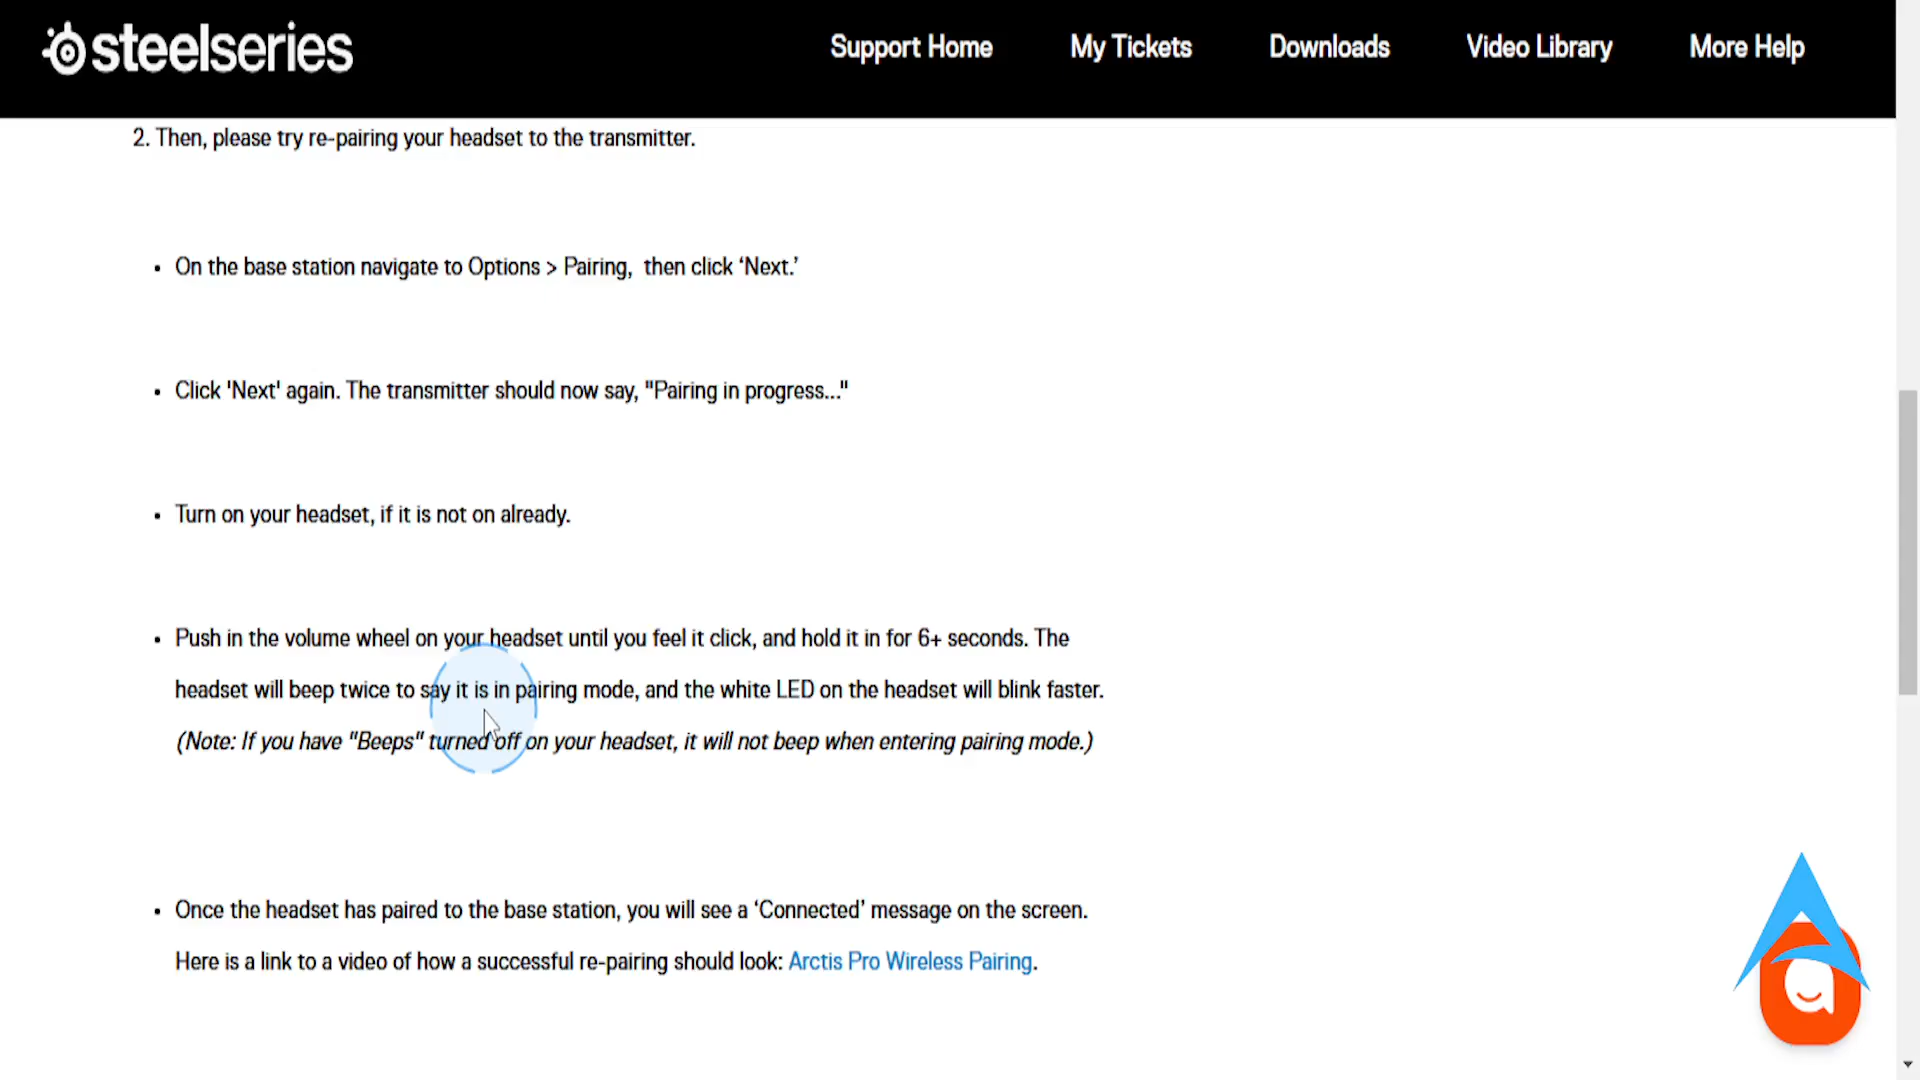 steelseries
Support Home
My Tickets
Downloads
Video Library
More Help
2. Then, please try re-pairing your headset to the transmitter.
• On the base station navigate to Options > Pairing,  then click ‘Next.’
• Click 'Next' again. The transmitter should now say, "Pairing in progress..."
• Turn on your headset, if it is not on already.
• Push in the volume wheel on your headset until you feel it click, and hold it in for 6+ seconds. The
headset will beep twice to say it is in pairing mode, and the white LED on the headset will blink faster.
(Note: If you have "Beeps" turned off on your headset, it will not beep when entering pairing mode.)
• Once the headset has paired to the base station, you will see a ‘Connected’ message on the screen.
Here is a link to a video of how a successful re-pairing should look: Arctis Pro Wireless Pairing.